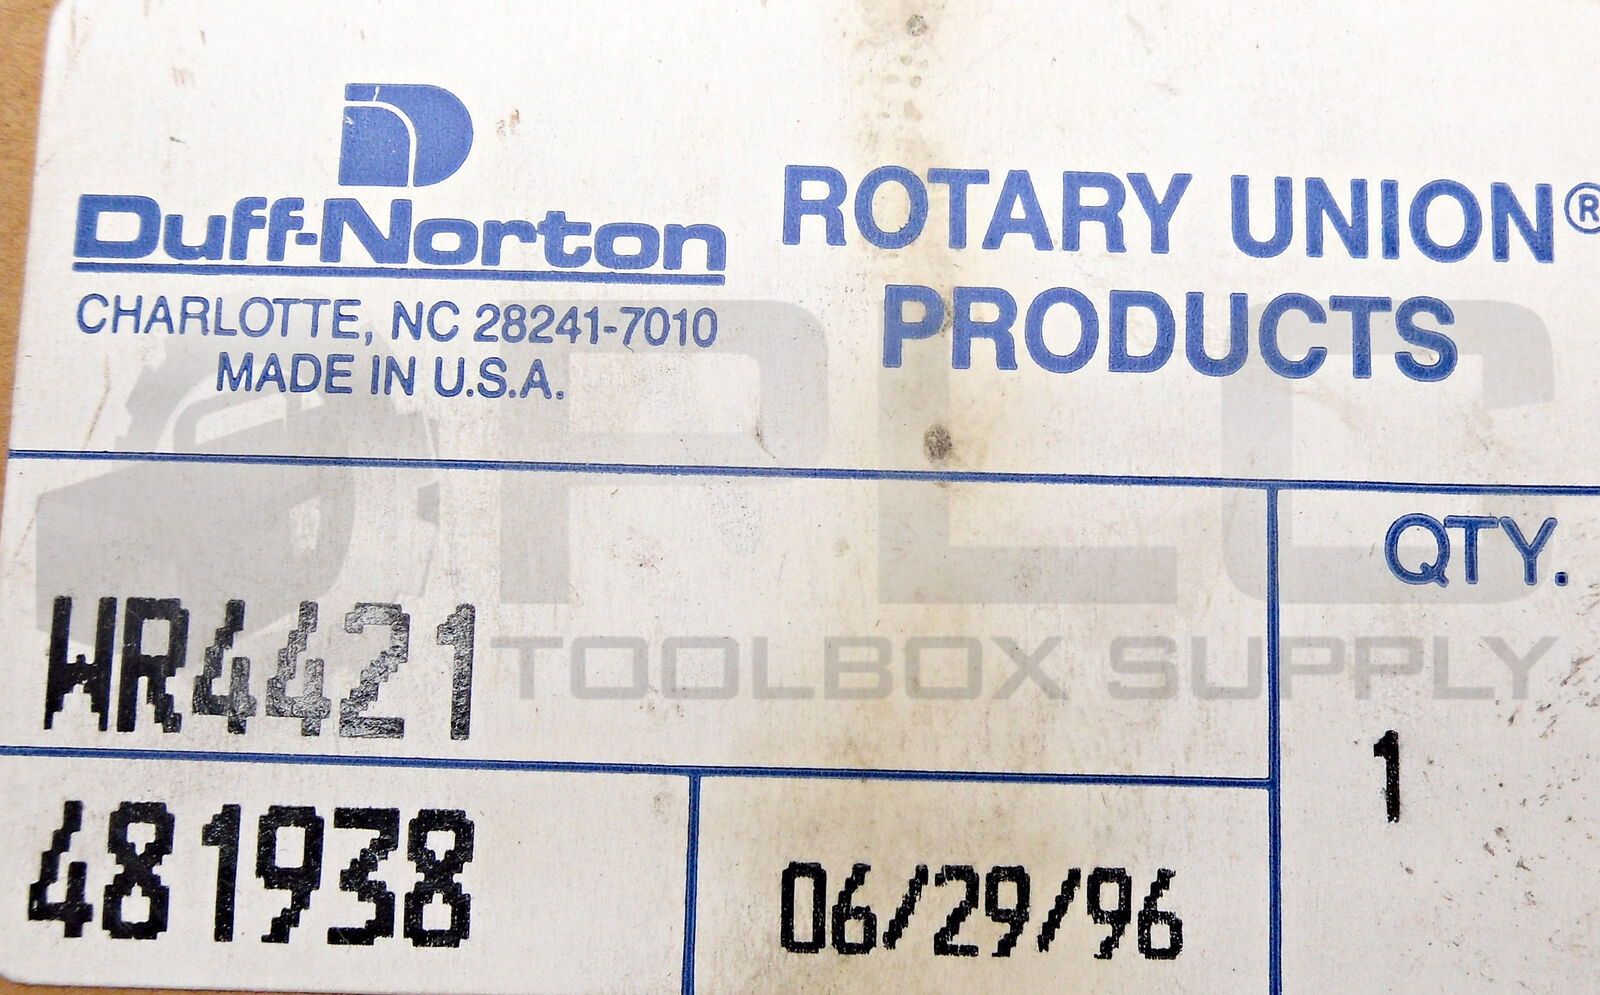 Duff-Norton
CHARLOTTE, NC 28241-7010
MADE IN U.S.A.
ROTARY UNION®
PRODUCTS
WR4421
QTY.
1
481938
06/29/96
PLC
TOOLBOX SUPPLY